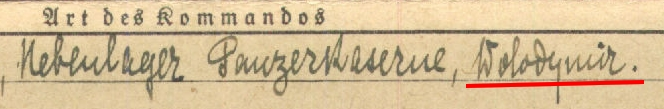 Art des Kommandos
, Nebenlager Panzerkaserne, Wolodymir.